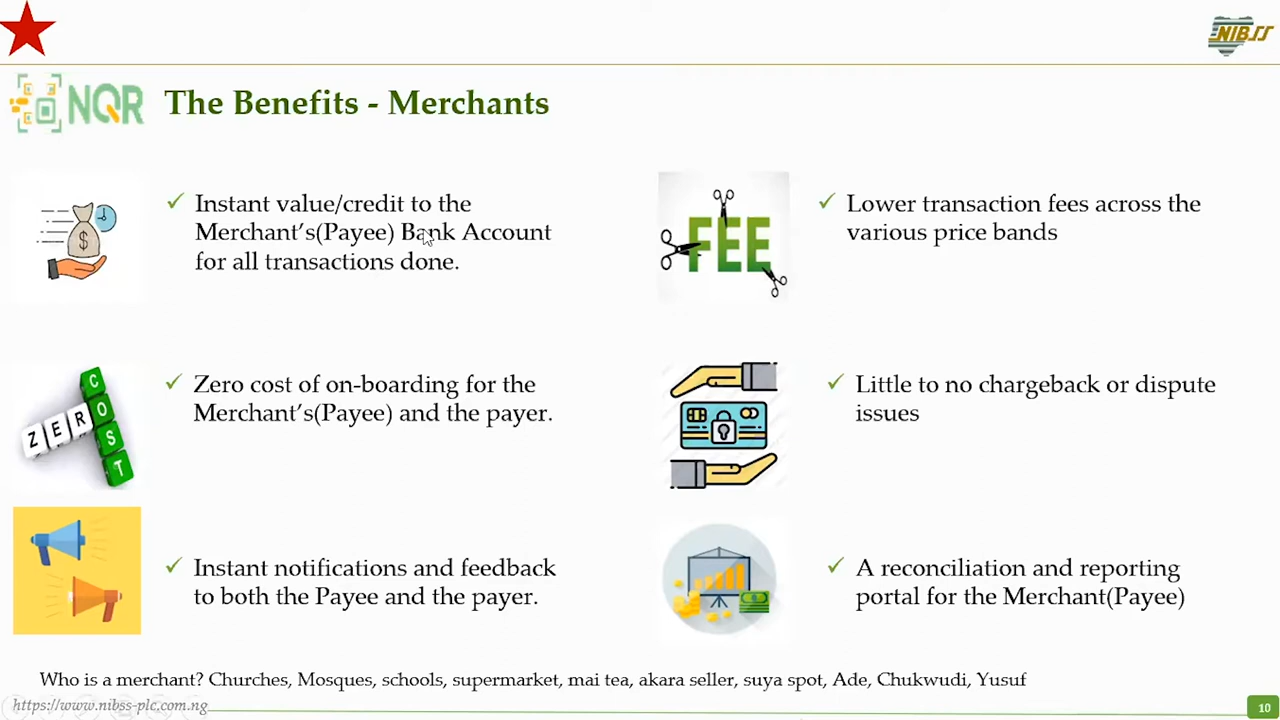 NIBSS
NQR
The Benefits - Merchants
✓ Instant value/credit to the
Merchant’s(Payee) Bank Account
for all transactions done.
FEE
✓ Lower transaction fees across the
various price bands
ZERO
COST
✓ Zero cost of on-boarding for the
Merchant’s(Payee) and the payer.
✓ Little to no chargeback or dispute
issues
✓ Instant notifications and feedback
to both the Payee and the payer.
✓ A reconciliation and reporting
portal for the Merchant(Payee)
Who is a merchant? Churches, Mosques, schools, supermarket, mai tea, akara seller, suya spot, Ade, Chukwudi, Yusuf
https://www.nibss-plc.com.ng
10